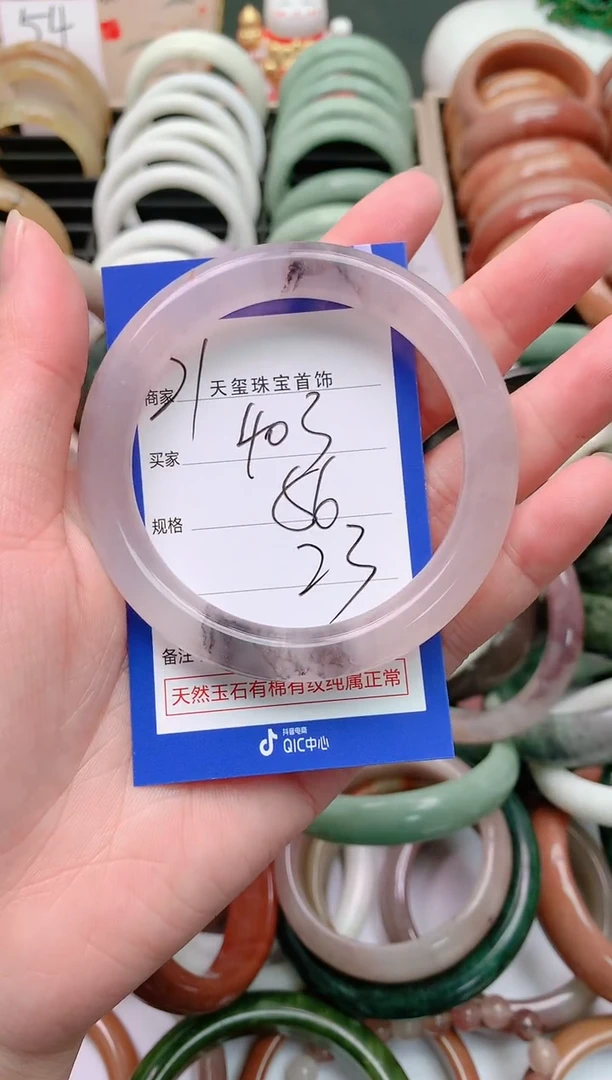 54
商家 21 天玺珠宝首饰
买家 403
规格 56
23
备注
天然玉石有棉有纹纯属正常
抖音电商
QIC中心